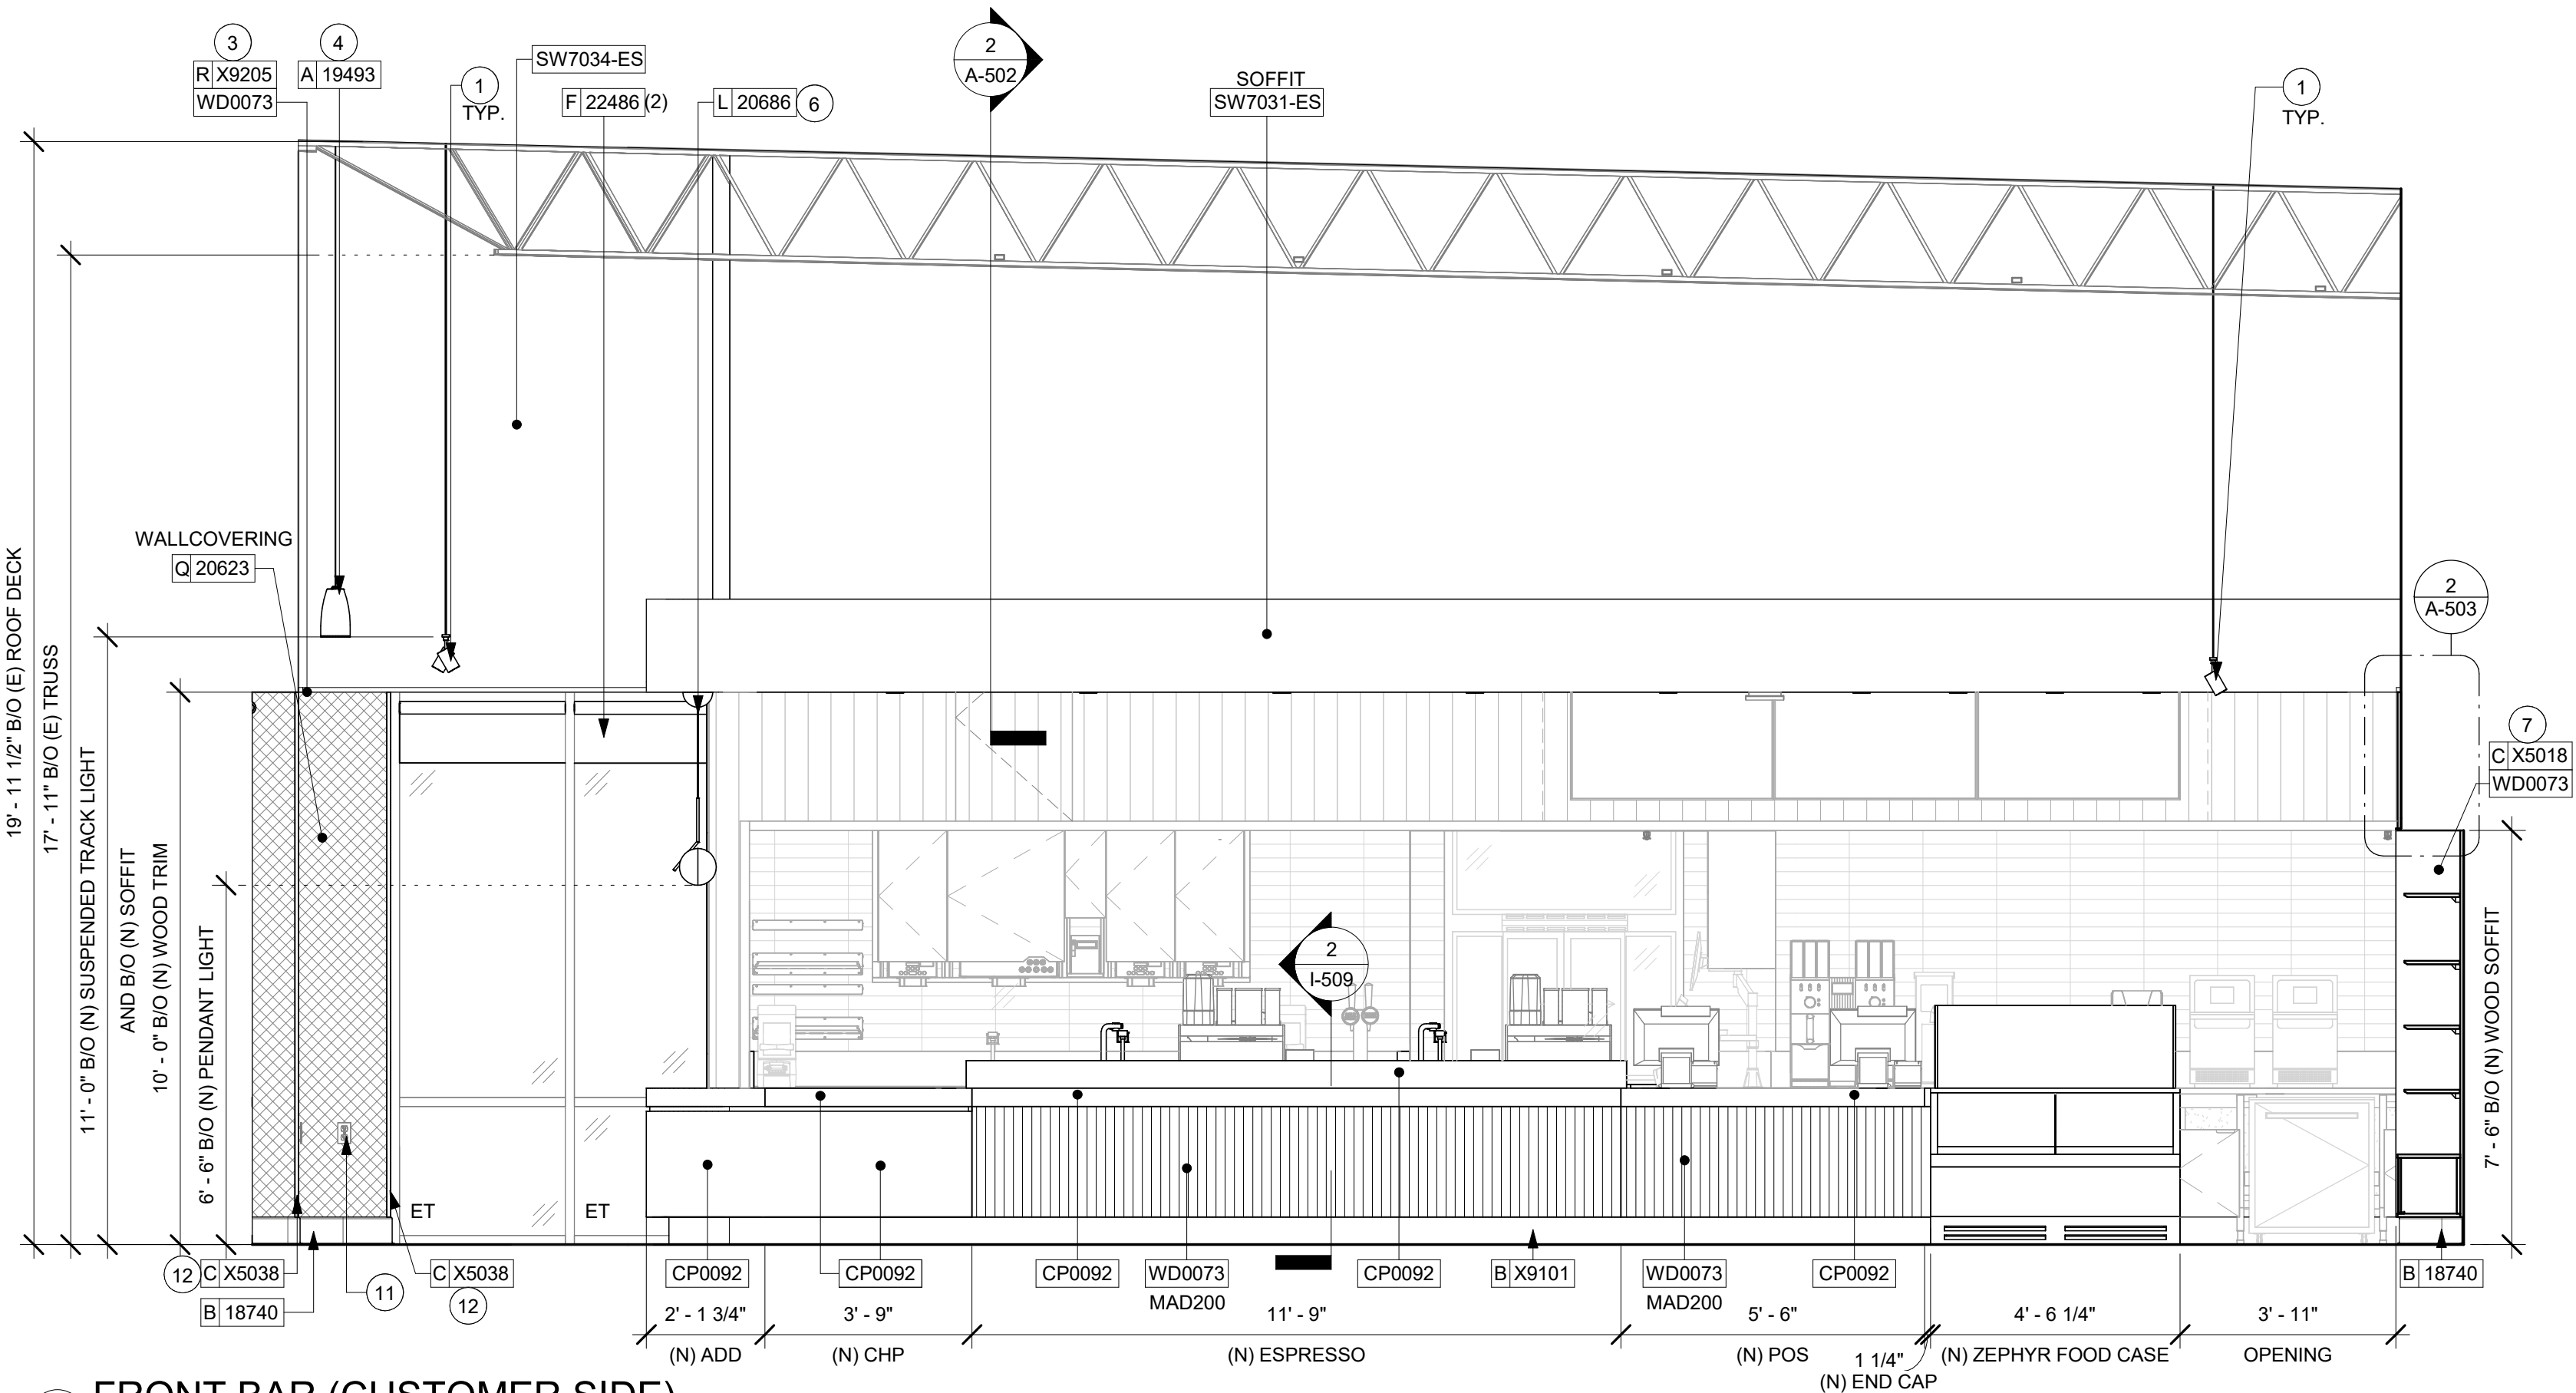 3
R X9205
WD0073
4
A 19493
1
TYP.
SW7034-ES
F 22486 (2)
L 20686
6
2
A-502
SOFFIT
SW7031-ES
1
TYP.
WALLCOVERING
Q 20623
19' - 11 1/2" B/O (E) ROOF DECK
17' - 11" B/O (E) TRUSS
11' - 0" B/O (N) SUSPENDED TRACK LIGHT
AND B/O (N) SOFFIT
10' - 0" B/O (N) WOOD TRIM
6' - 6" B/O (N) PENDANT LIGHT
2
A-503
7
C X5018
WD0073
7' - 6" B/O (N) WOOD SOFFIT
2
I-509
ET
ET
12
C X5038
B 18740
11
C X5038
12
CP0092
CP0092
CP0092
WD0073
MAD200
CP0092
B X9101
WD0073
MAD200
CP0092
B 18740
2' - 1 3/4"
3' - 9"
11' - 9"
5' - 6"
4' - 6 1/4"
3' - 11"
(N) ADD
(N) CHP
(N) ESPRESSO
(N) POS
1 1/4"
(N) END CAP
(N) ZEPHYR FOOD CASE
OPENING
FRONT BAR (CUSTOMER SIDE)